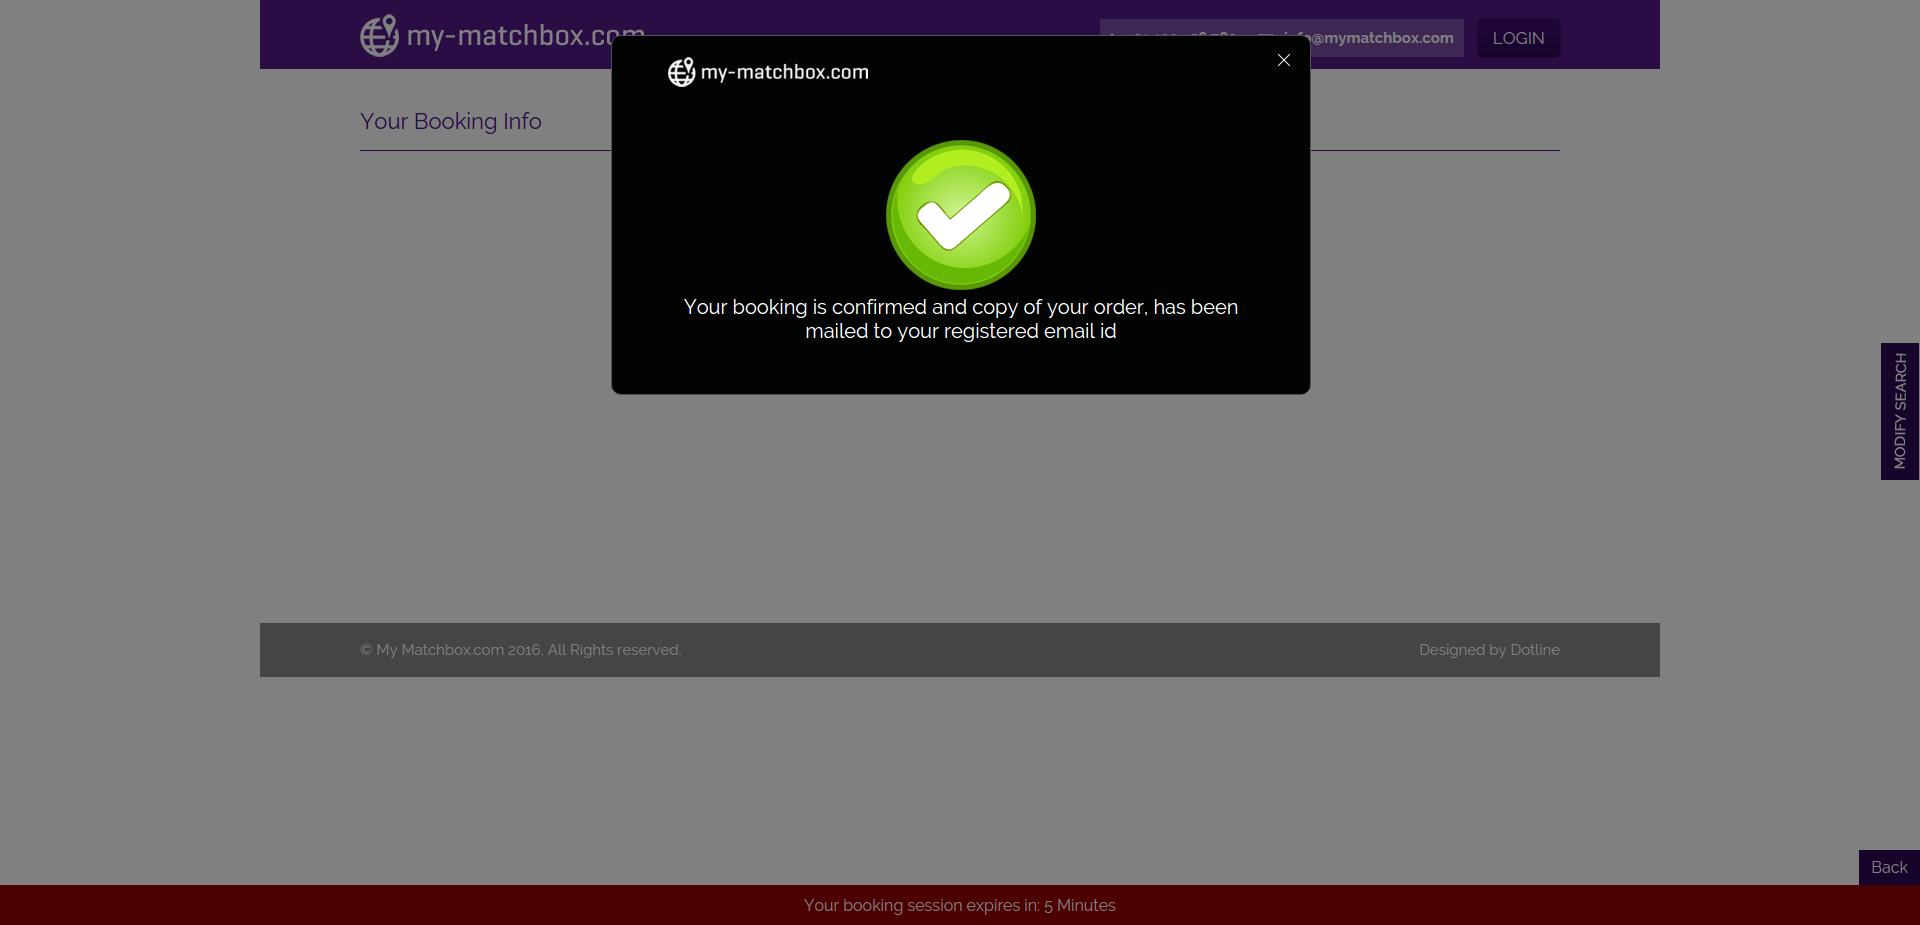 my-matchbox.com
info@mymatchbox.com
LOGIN
my-matchbox.com
Your Booking Info
Your booking is confirmed and copy of your order, has been
mailed to your registered email id
MODIFY SEARCH
© My Matchbox.com 2016, All Rights reserved.
Designed by Dotline
Back
Your booking session expires in: 5 Minutes